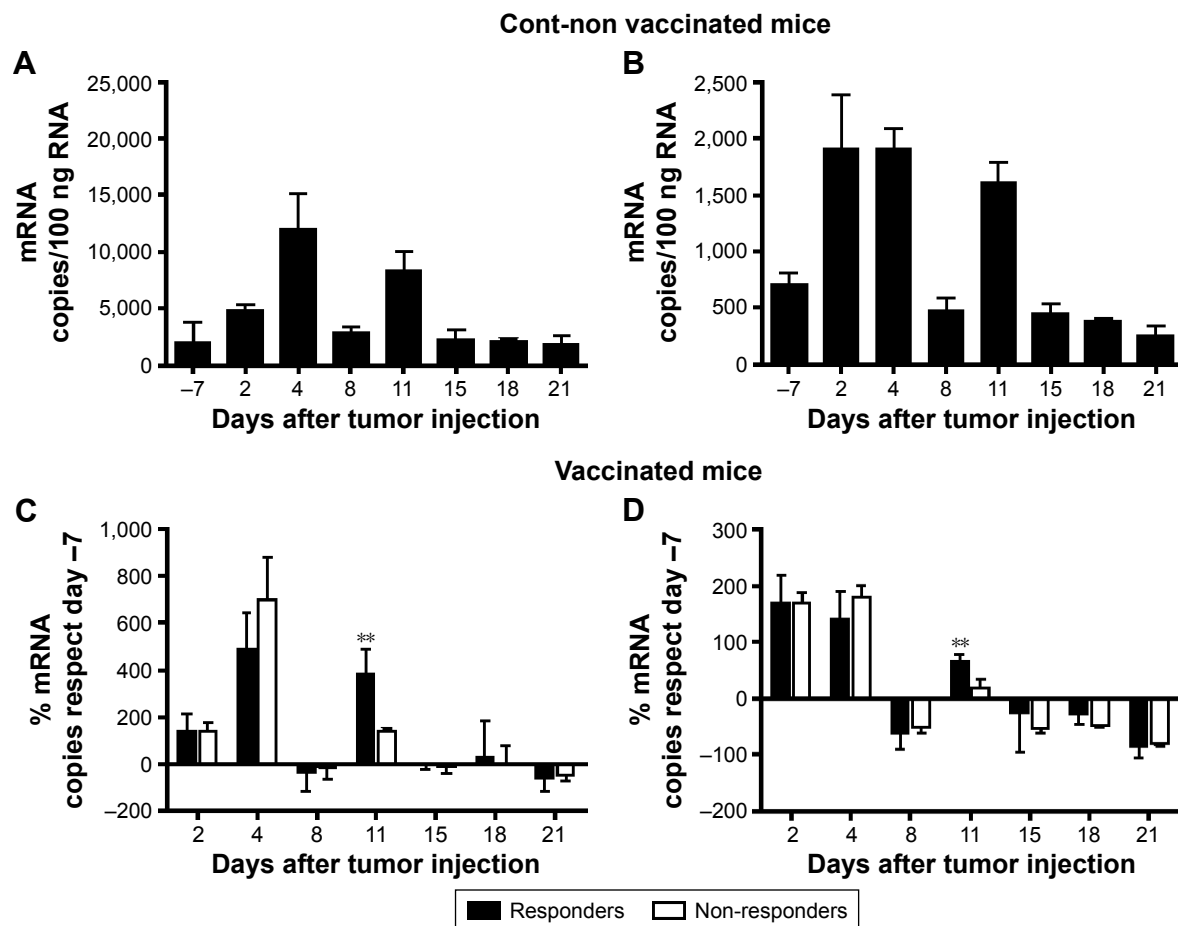 Cont-non vaccinated mice
A
mRNA
copies/100 ng RNA
25,000
20,000
15,000
10,000
5,000
0
–7 2 4 8 11 15 18 21
Days after tumor injection
B
mRNA
copies/100 ng RNA
2,500
2,000
1,500
1,000
500
0
–7 2 4 8 11 15 18 21
Days after tumor injection
Vaccinated mice
C
% mRNA
copies respect day –7
1,000
800
600
400
200
0
–200
**
2 4 8 11 15 18 21
Days after tumor injection
D
% mRNA
copies respect day –7
300
200
100
0
–100
–200
**
2 4 8 11 15 18 21
Days after tumor injection
Responders Non-responders